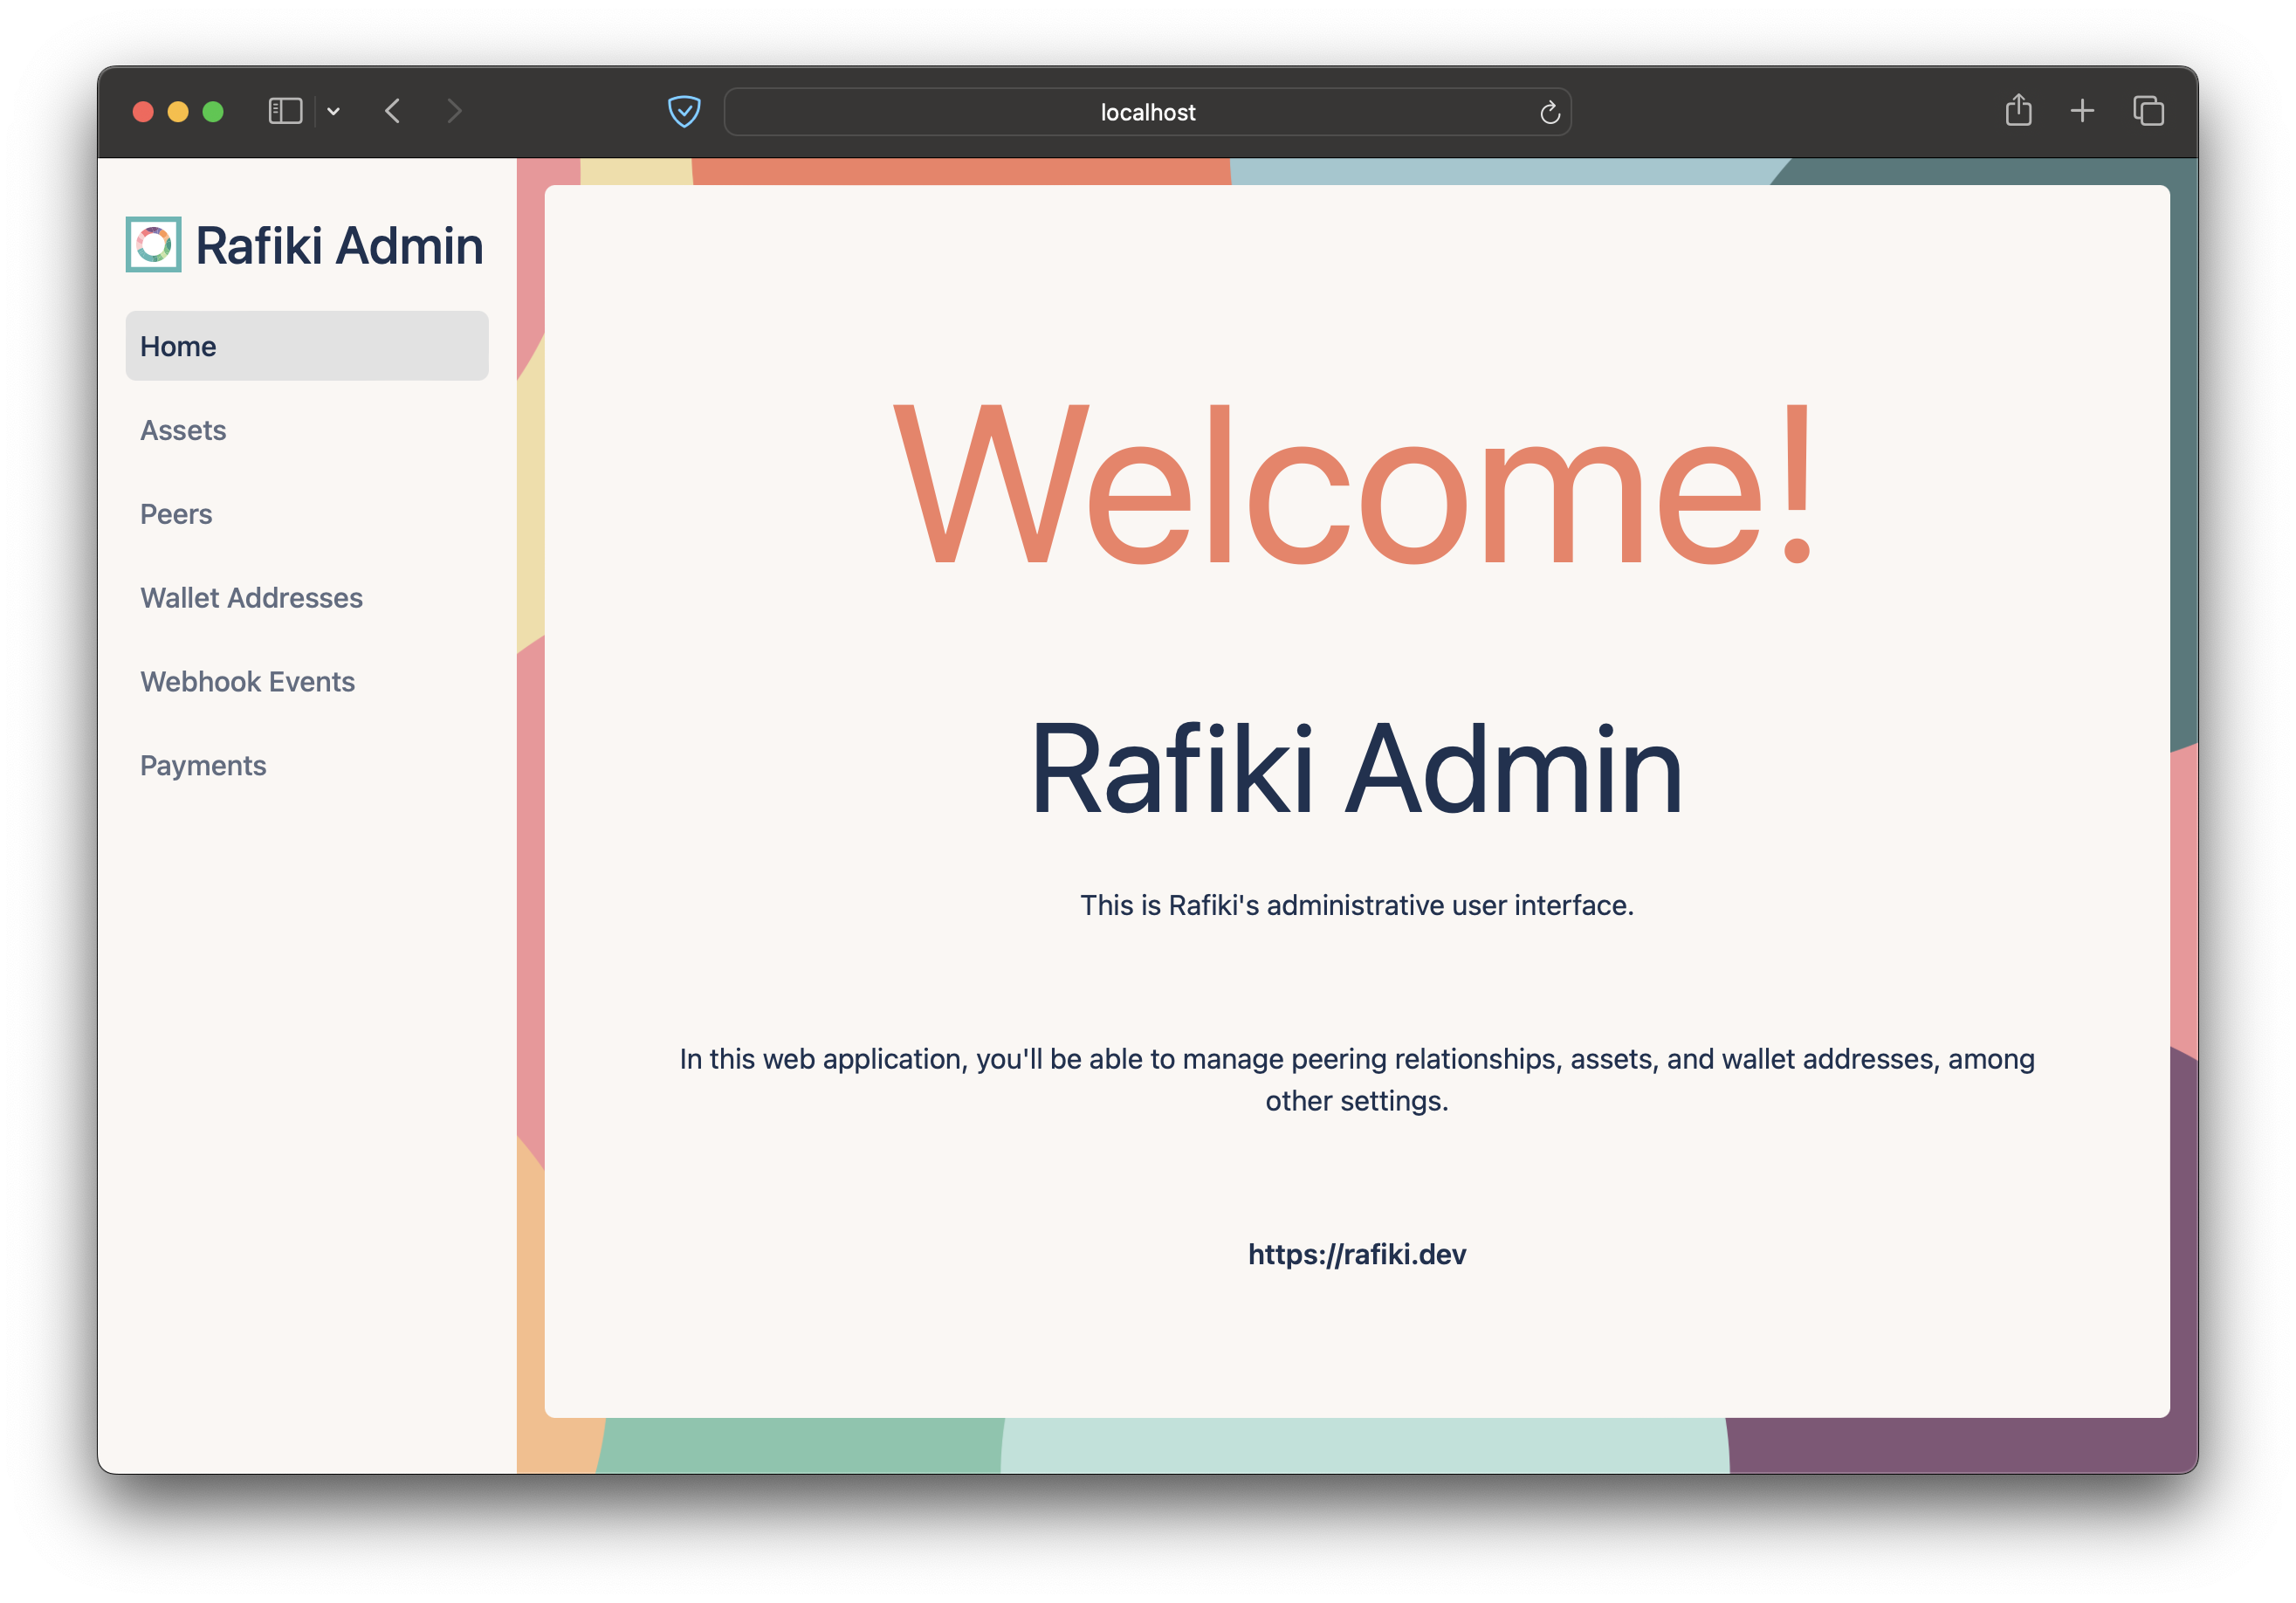 localhost
Rafiki Admin
Home
Assets
Peers
Wallet Addresses
Webhook Events
Payments
Welcome!
Rafiki Admin
This is Rafiki's administrative user interface.
In this web application, you'll be able to manage peering relationships, assets, and wallet addresses, among
other settings.
https://rafiki.dev